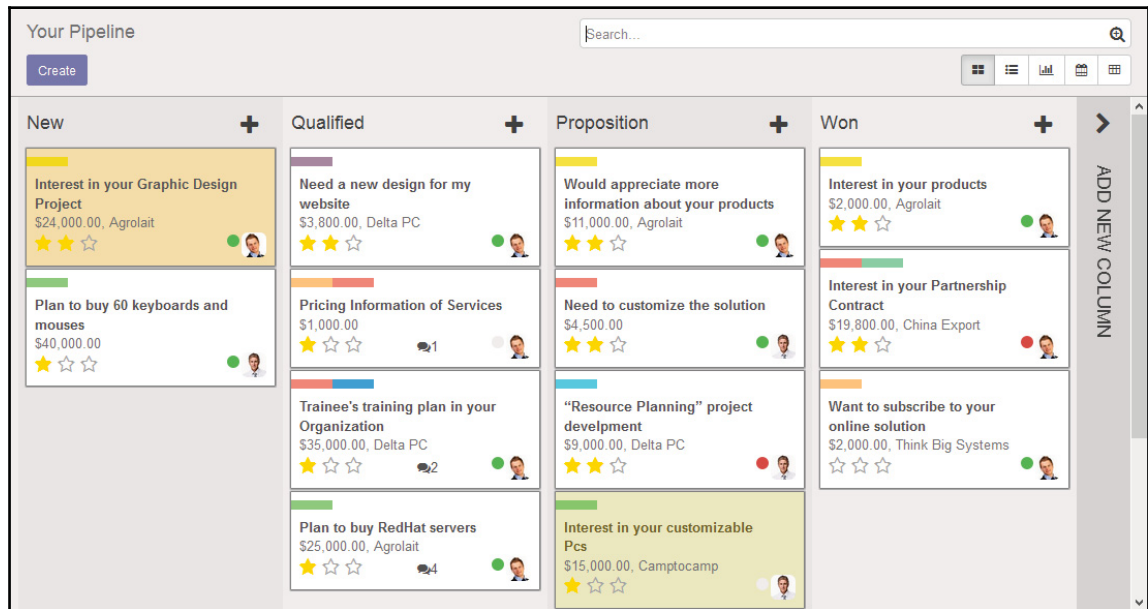 Your Pipeline
Search...
Create
New
Interest in your Graphic Design
Project
$24,000.00, Agrolait
Plan to buy 60 keyboards and
mouses
$40,000.00
Qualified
Need a new design for my
website
$3,800.00, Delta PC
Pricing Information of Services
$1,000.00
1
Trainee's training plan in your
Organization
$35,000.00, Delta PC
2
Plan to buy RedHat servers
$25,000.00, Agrolait
4
Proposition
Would appreciate more
information about your products
$11,000.00, Agrolait
Need to customize the solution
$4,500.00
“Resource Planning” project
develpment
$9,000.00, Delta PC
Interest in your customizable
Pcs
$15,000.00, Camptocamp
Won
Interest in your products
$2,000.00, Agrolait
Interest in your Partnership
Contract
$19,800.00, China Export
Want to subscribe to your
online solution
$2,000.00, Think Big Systems
ADD NEW COLUMN